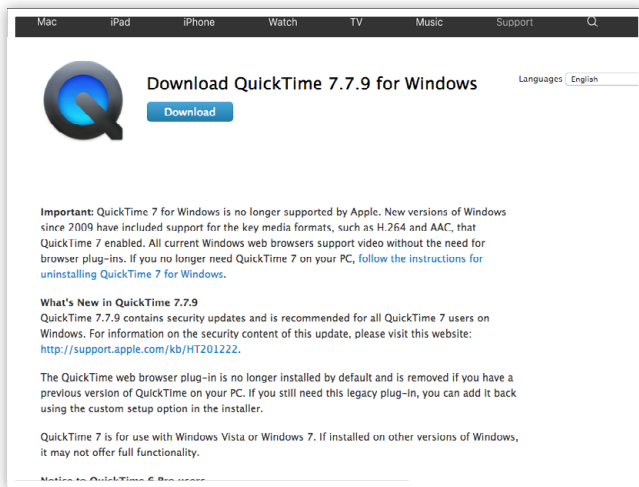 Mac iPad iPhone Watch TV Music Support
Download QuickTime 7.7.9 for Windows
Languages English
Download
Important: QuickTime 7 for Windows is no longer supported by Apple. New versions of Windows
since 2009 have included support for the key media formats, such as H.264 and AAC, that
QuickTime 7 enabled. All current Windows web browsers support video without the need for
browser plug-ins. If you no longer need QuickTime 7 on your PC, follow the instructions for
uninstalling QuickTime 7 for Windows.
What's New in QuickTime 7.7.9
QuickTime 7.7.9 contains security updates and is recommended for all QuickTime 7 users on
Windows. For information on the security content of this update, please visit this website:
http://support.apple.com/kb/HT201222.
The QuickTime web browser plug-in is no longer installed by default and is removed if you have a
previous version of QuickTime on your PC. If you still need this legacy plug-in, you can add it back
using the custom setup option in the installer.
QuickTime 7 is for use with Windows Vista or Windows 7. If installed on other versions of Windows,
it may not offer full functionality.
Notice to QuickTime 6 Pro users